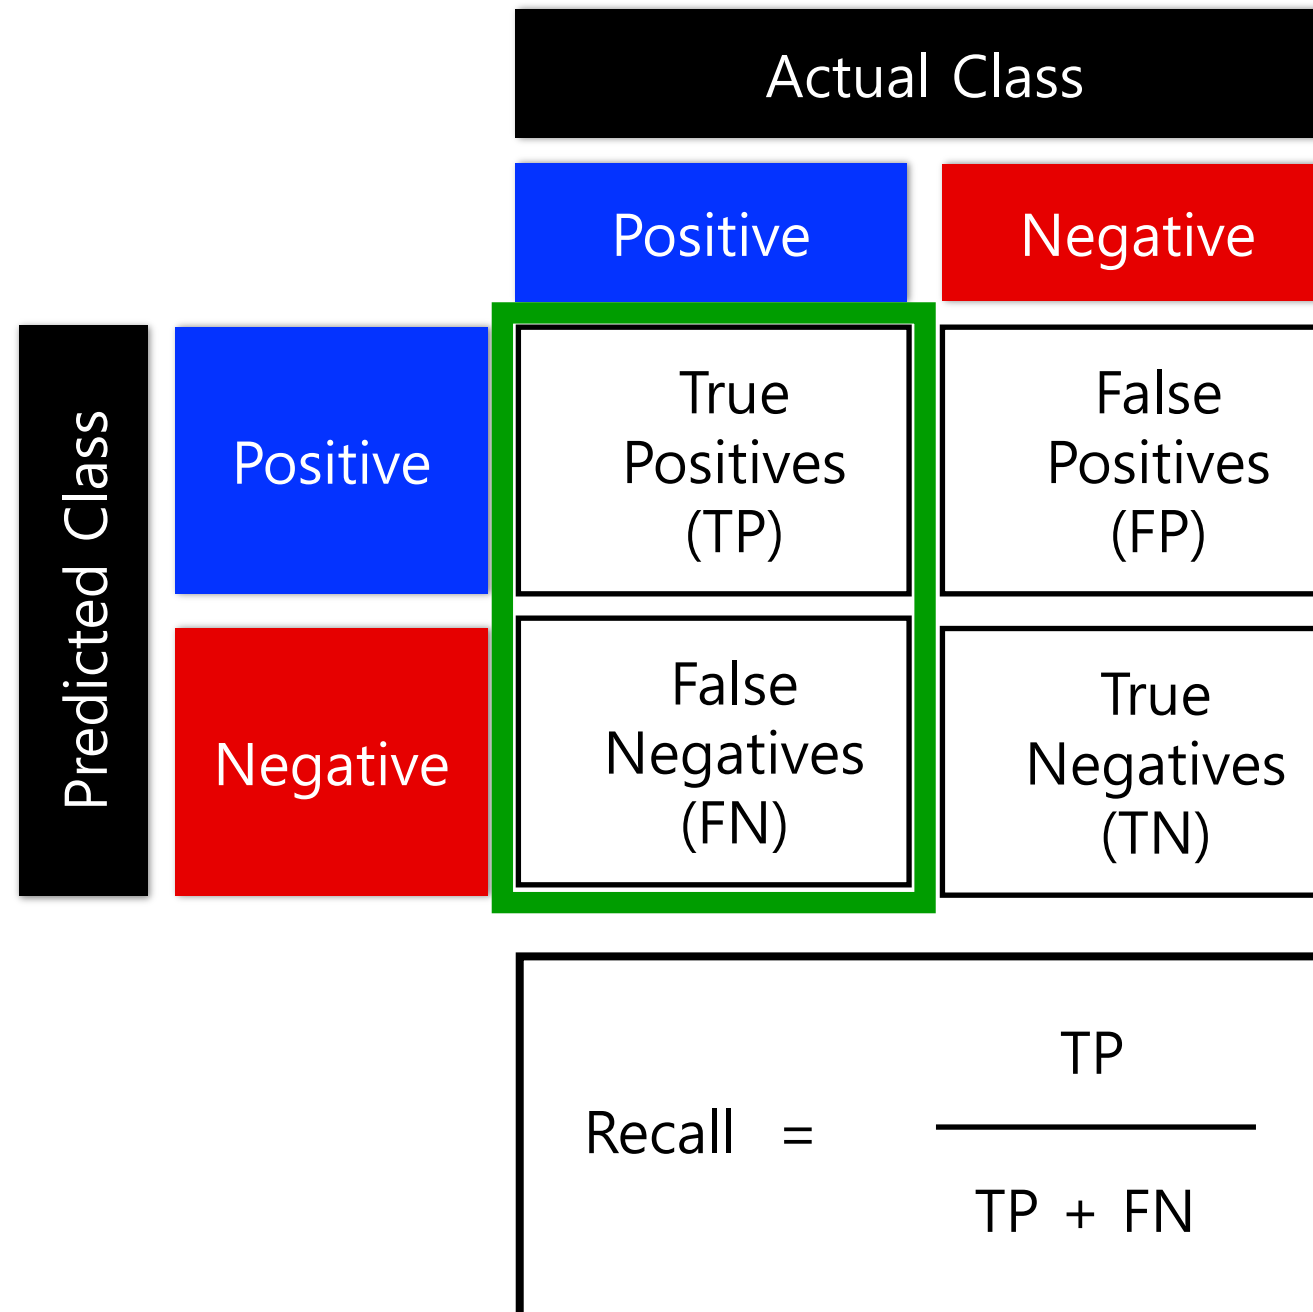 Actual Class
Positive
Negative
Predicted Class
Positive
True
Positives
(TP)
False
Positives
(FP)
Negative
False
Negatives
(FN)
True
Negatives
(TN)
Recall =
TP
TP + FN